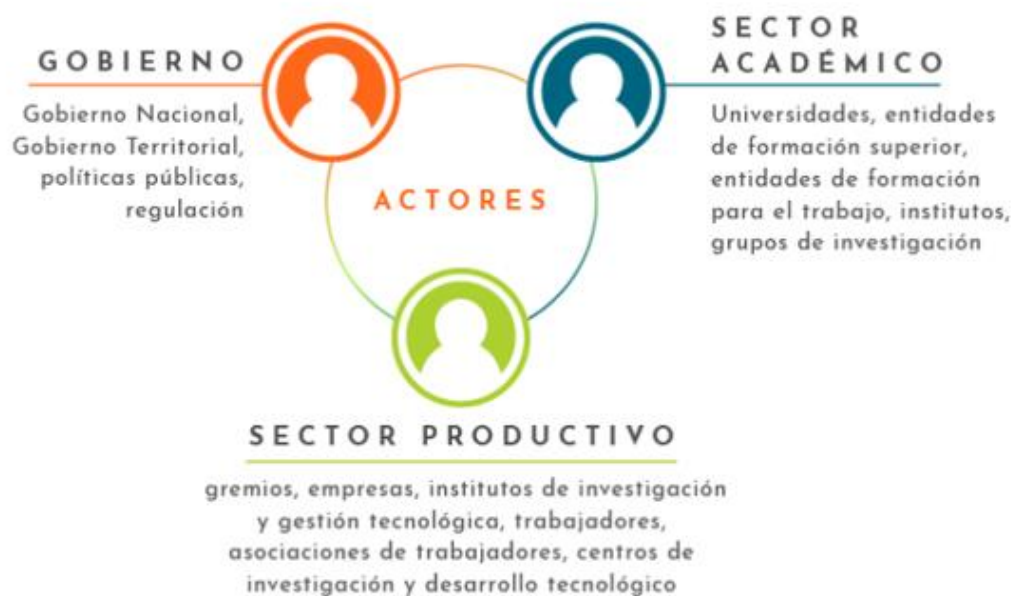 GOBIERNO
Gobierno Nacional,
Gobierno Territorial,
políticas públicas,
regulación
SECTOR
ACADÉMICO
Universidades, entidades
de formación superior,
entidades de formación
para el trabajo, institutos,
grupos de investigación
ACTORES
SECTOR PRODUCTIVO
gremios, empresas, institutos de investigación
y gestión tecnológica, trabajadores,
asociaciones de trabajadores, centros de
investigación y desarrollo tecnológico